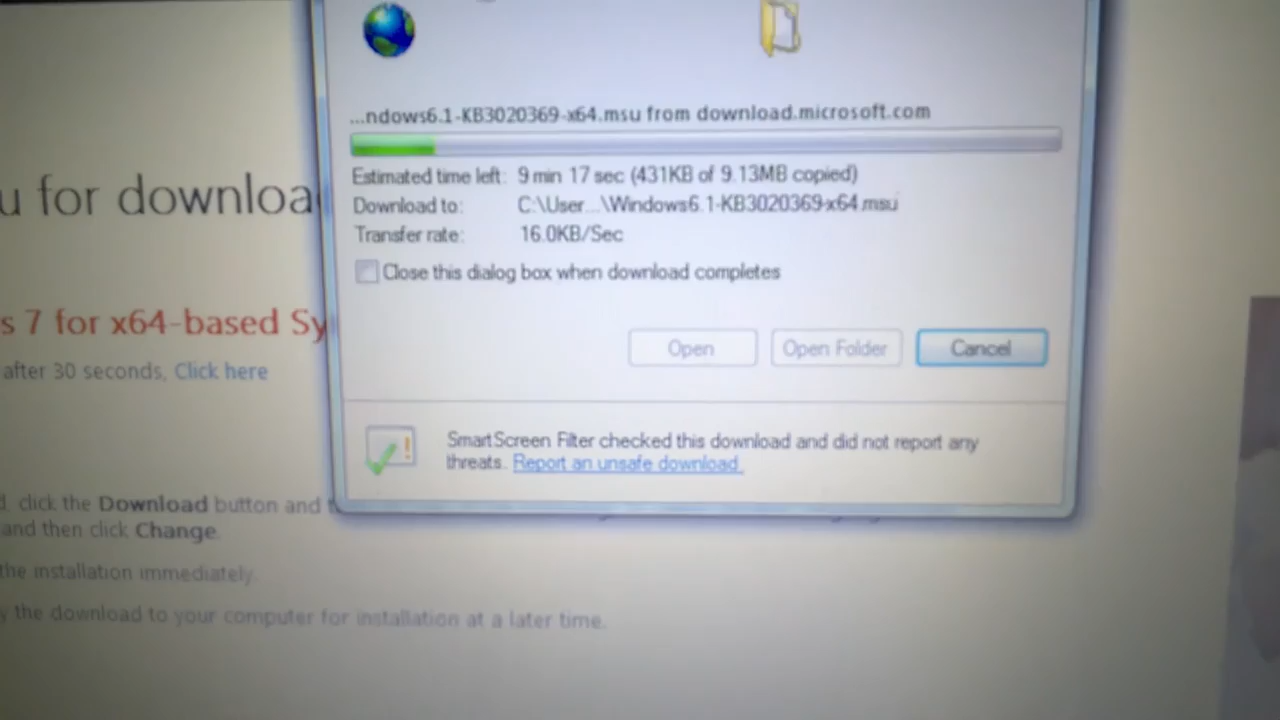 ...ndows6.1-KB3020369-x64.msu from download.microsoft.com
Estimated time left: 9 min 17 sec (431KB of 9.13MB copied)
Download to: C:\User...\Windows6.1-KB3020369-x64.msu
Transfer rate: 16.0KB/Sec
Close this dialog box when download completes
Open Open Folder Cancel
SmartScreen Filter checked this download and did not report any
threats. Report an unsafe download
u for downloa
s 7 for x64-based Sy
after 30 seconds, Click here
d, click the Download button and
and then click Change.
the installation immediately.
y the download to your computer for installation at a later time.